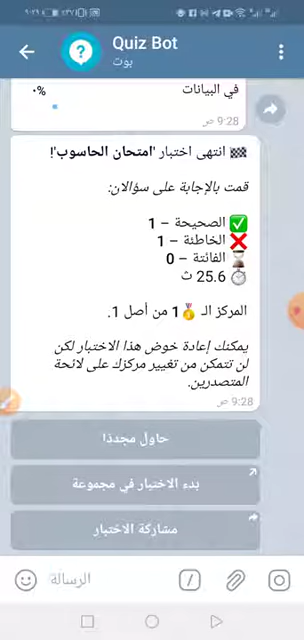 Quiz Bot
بوت
في البيانات
٠%
9:28 ص
🏁 انتهى اختبار 'امتحان الحاسوب'!
قمت بالإجابة على سؤالان:
✅ الصحيحة – 1
❌ الخاطئة – 1
⌛ الفائتة – 0
⏱ 25.6 ث
المركز الـ 🥇1 من أصل 1.
يمكنك إعادة خوض هذا الاختبار لكن
لن تتمكن من تغيير مركزك على لائحة
المتصدرين.
9:28 ص
حاول مجددًا
بدء الاختبار في مجموعة
مشاركة الاختبار
الرسالة